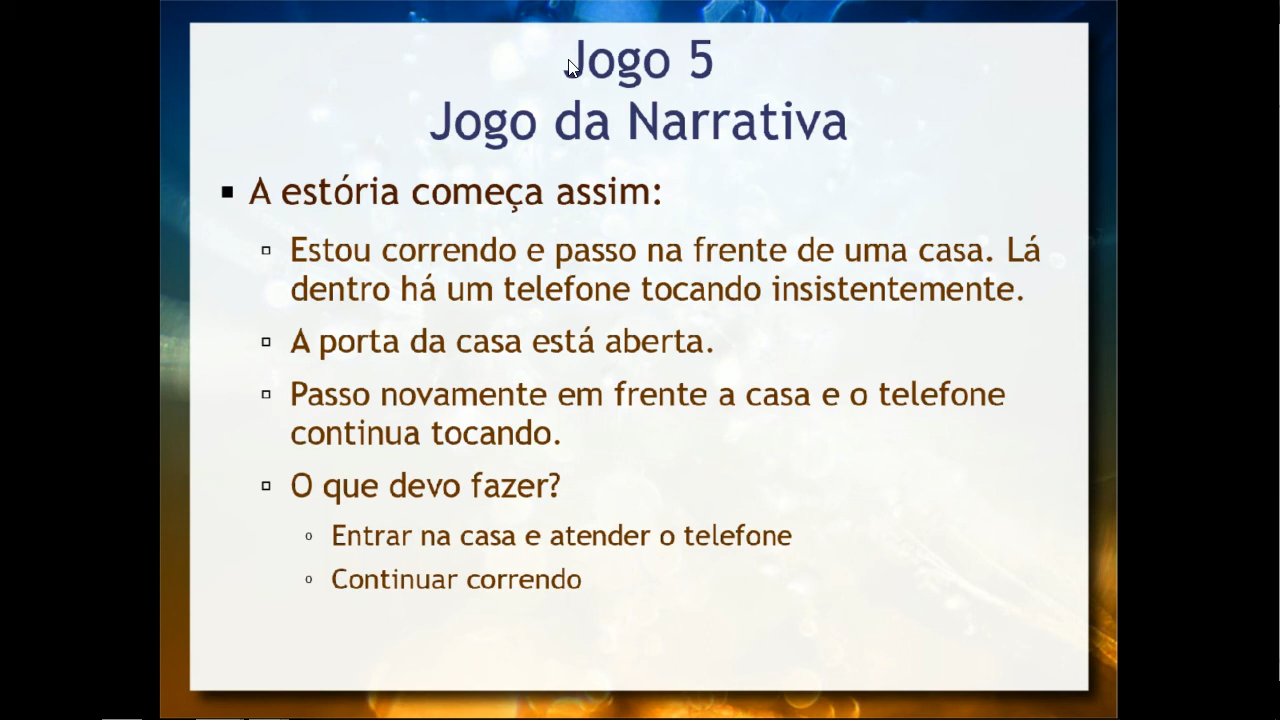 Jogo 5
Jogo da Narrativa
A estória começa assim:
Estou correndo e passo na frente de uma casa. Lá
dentro há um telefone tocando insistentemente.
A porta da casa está aberta.
Passo novamente em frente a casa e o telefone
continua tocando.
O que devo fazer?
Entrar na casa e atender o telefone
Continuar correndo